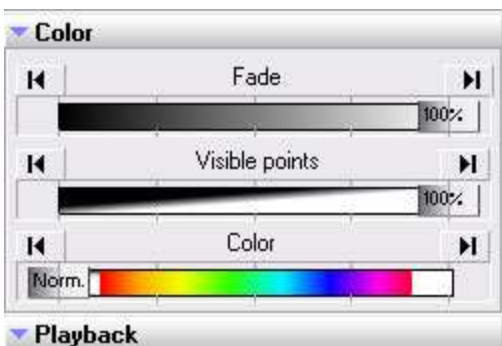 Color
Fade
100%
Visible points
100%
Color
Norm.
Playback